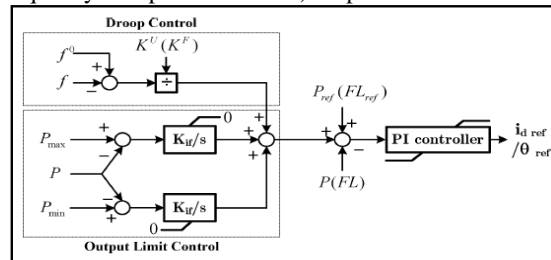 Droop Control
f⁰
f
+
−
K^U(K^F)
÷
P_max
P
P_min
+
−
−
+
0
K_if/s
K_if/s
0
+
+
+
P_ref(FL_ref)
+
+
−
P(FL)
PI controller
i_d ref
/θ ref
Output Limit Control